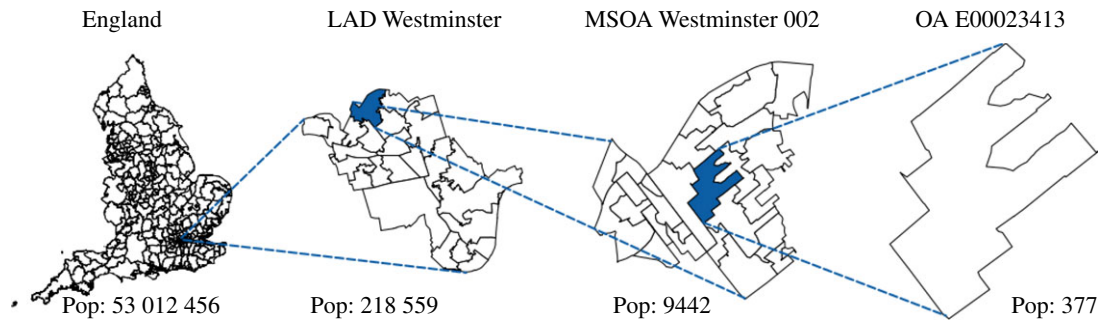 England
LAD Westminster
MSOA Westminster 002
OA E00023413
Pop: 53 012 456
Pop: 218 559
Pop: 9442
Pop: 377